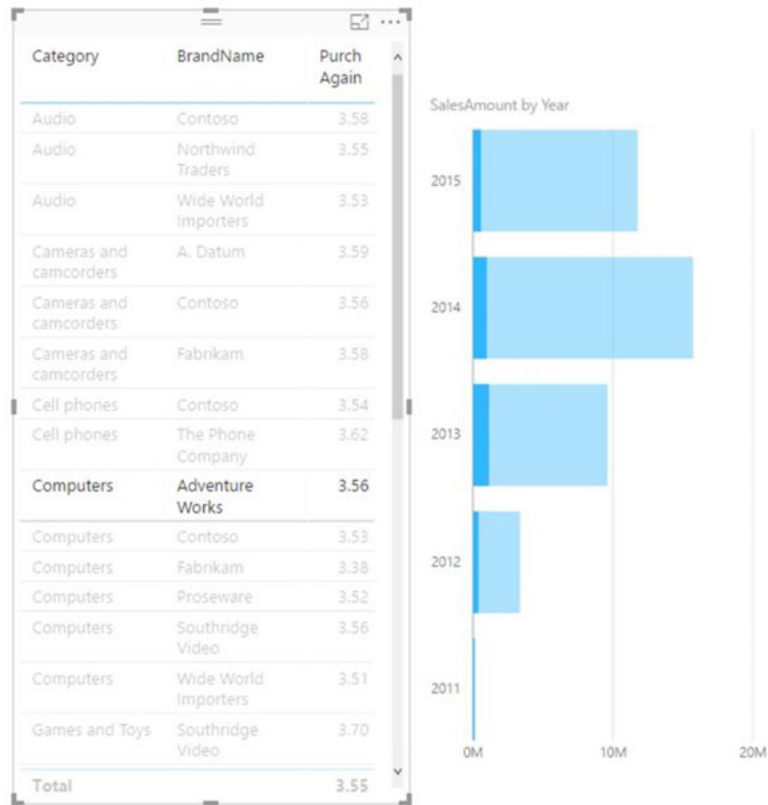 Category BrandName Purch Again
Audio Contoso 3.58
Audio Northwind Traders 3.55
Audio Wide World Importers 3.53
Cameras and camcorders A. Datum 3.59
Cameras and camcorders Contoso 3.56
Cameras and camcorders Fabrikam 3.58
Cell phones Contoso 3.54
Cell phones The Phone Company 3.62
Computers Adventure Works 3.56
Computers Contoso 3.53
Computers Fabrikam 3.38
Computers Proseware 3.52
Computers Southridge Video 3.56
Computers Wide World Importers 3.51
Games and Toys Southridge Video 3.70
Total 3.55
SalesAmount by Year
2015
2014
2013
2012
2011
0M 10M 20M